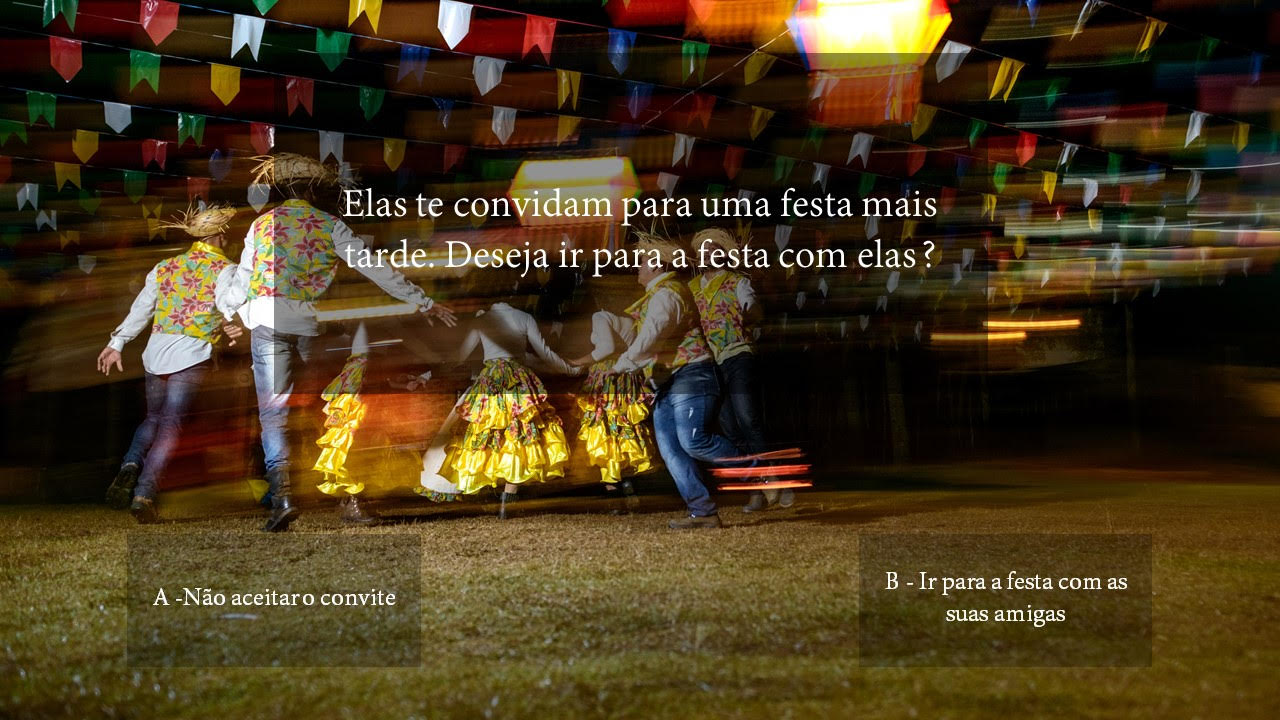 Elas te convidam para uma festa mais
tarde. Deseja ir para a festa com elas?
A -Não aceitar o convite
B - Ir para a festa com as
suas amigas